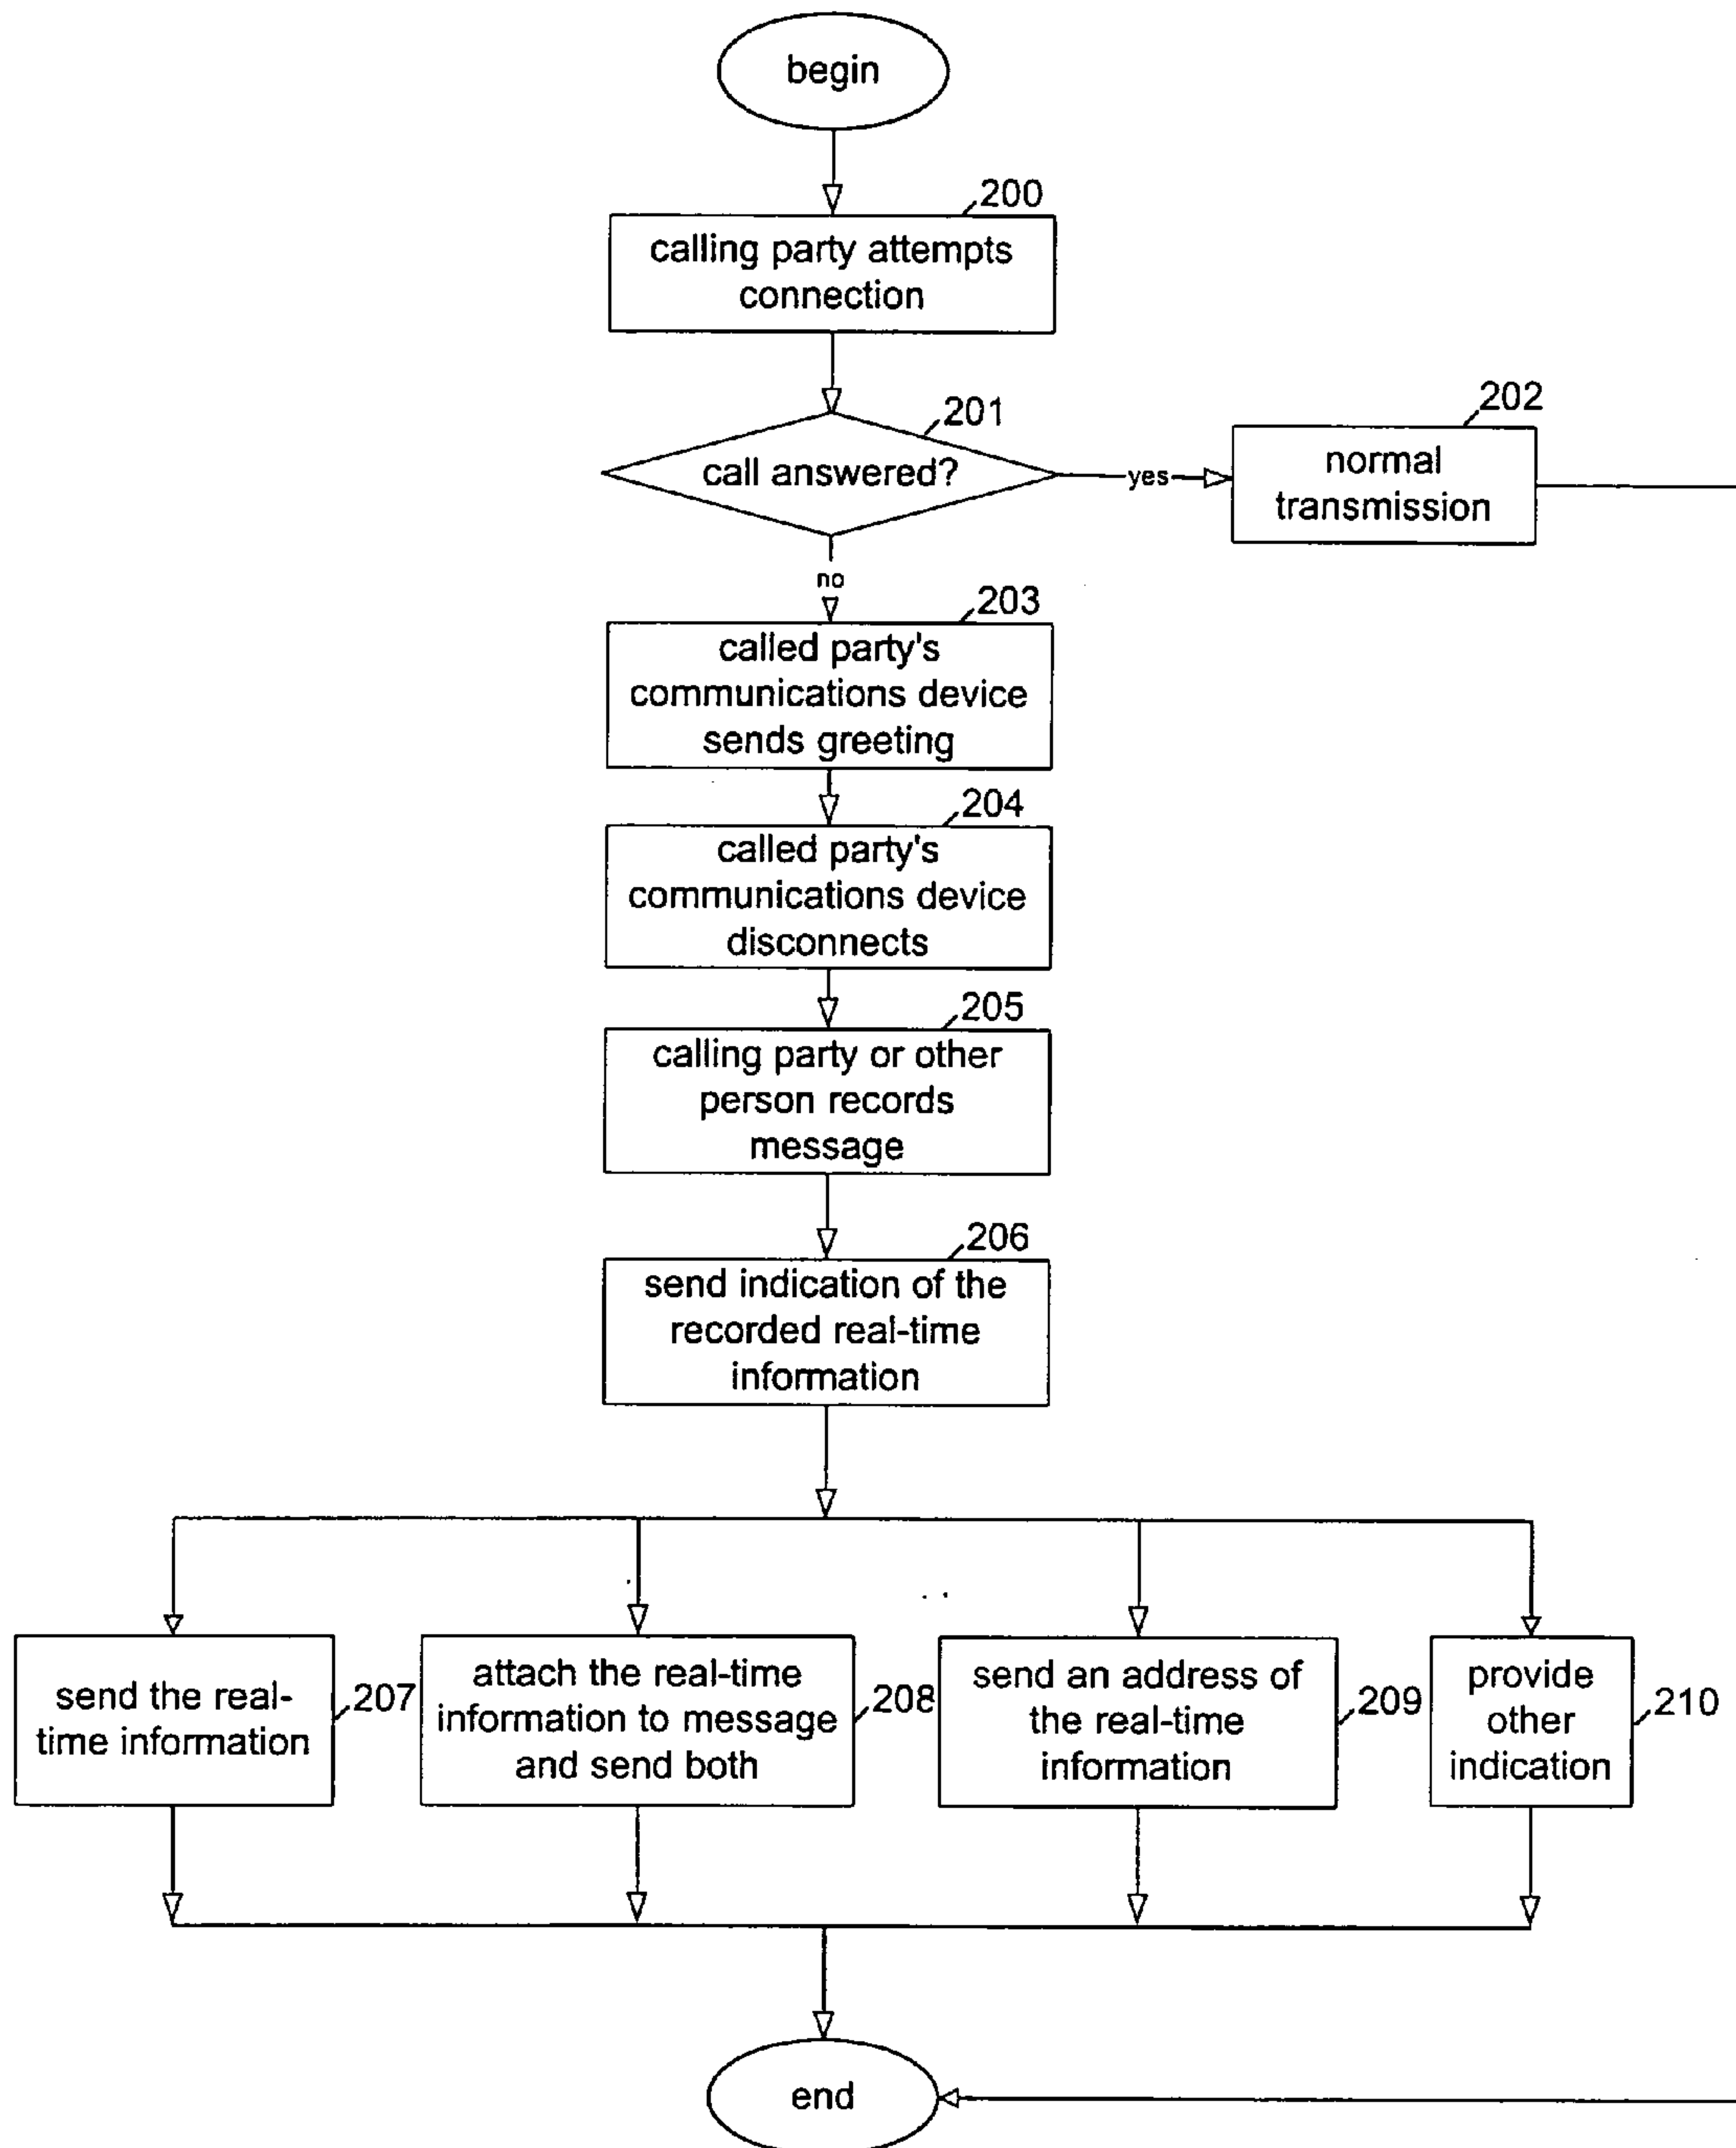 begin
200
calling party attempts
connection
201
call answered?
yes
202
normal
transmission
no
203
called party's
communications device
sends greeting
204
called party's
communications device
disconnects
205
calling party or other
person records
message
206
send indication of the
recorded real-time
information
send the real-
time information
207
attach the real-time
information to message
and send both
208
send an address of
the real-time
information
209
provide
other
indication
210
end